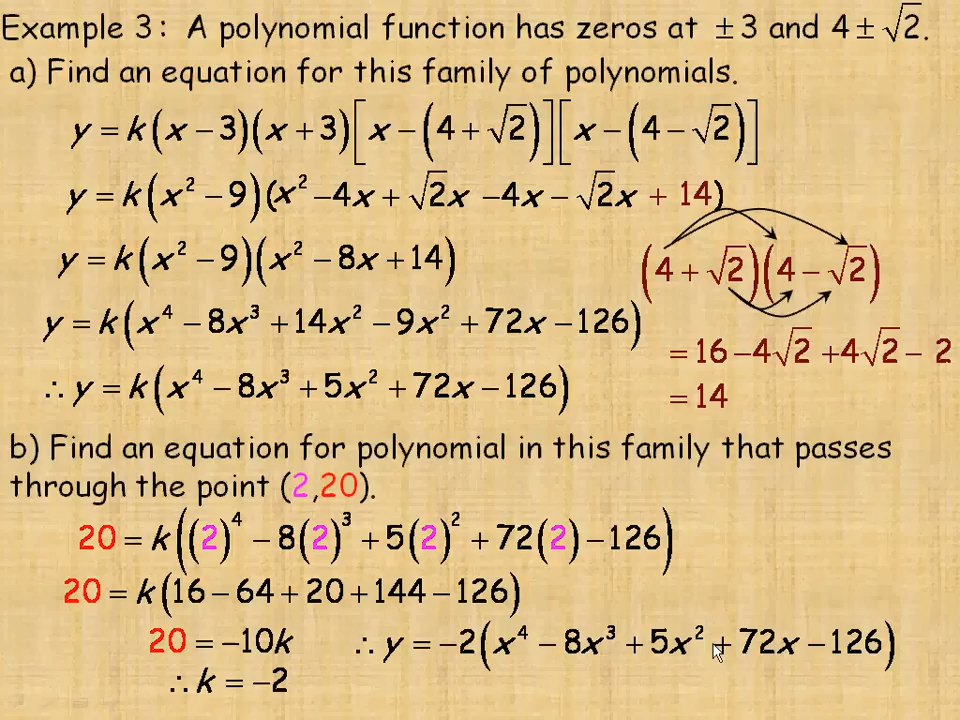 Example 3: A polynomial function has zeros at ±3 and 4±√2.
a) Find an equation for this family of polynomials.
y = k(x − 3)(x + 3)[x − (4 + √2)][x − (4 − √2)]
y = k(x² − 9)(x² − 4x + √2x − 4x − √2x + 14)
y = k(x² − 9)(x² − 8x + 14)
(4 + √2)(4 − √2)
y = k(x⁴ − 8x³ + 14x² − 9x² + 72x − 126)
= 16 − 4√2 + 4√2 − 2
∴ y = k(x⁴ − 8x³ + 5x² + 72x − 126)
= 14
b) Find an equation for polynomial in this family that passes
through the point (2,20).
20 = k((2)⁴ − 8(2)³ + 5(2)² + 72(2) − 126)
20 = k(16 − 64 + 20 + 144 − 126)
20 = −10k ∴ y = −2(x⁴ − 8x³ + 5x² + 72x − 126)
∴ k = −2